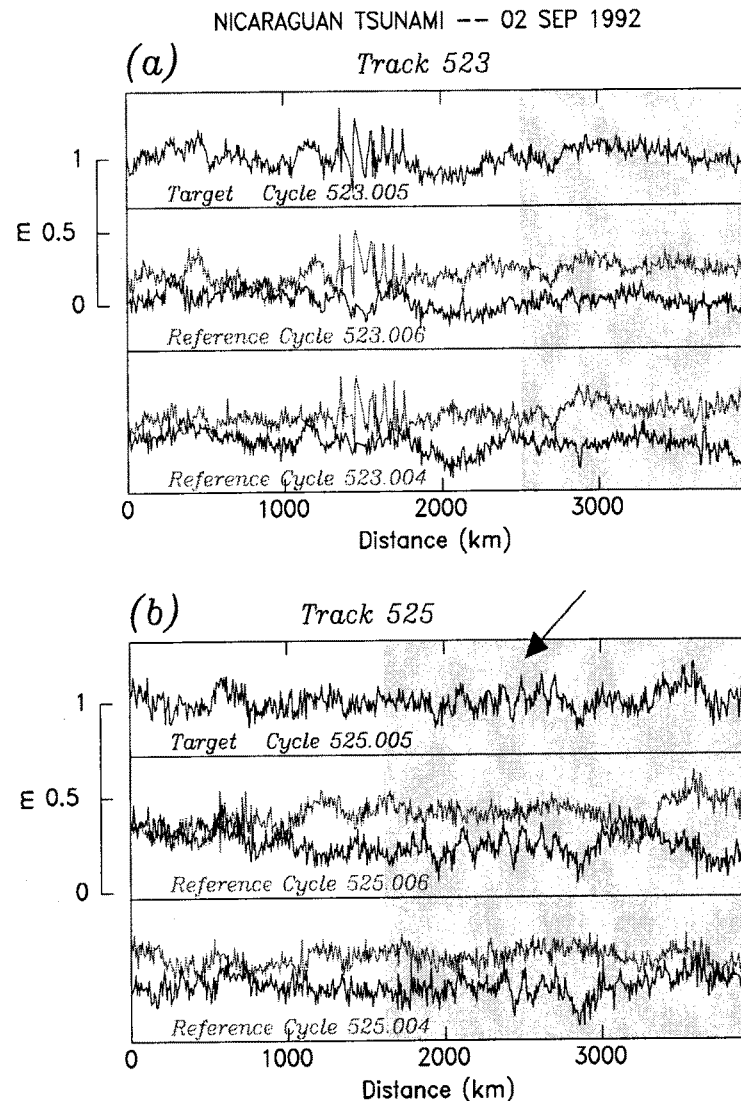 NICARAGUAN TSUNAMI -- 02 SEP 1992
(a) Track 523
1
m 0.5
0
Target Cycle 523.005
Reference Cycle 523.006
Reference Cycle 523.004
0 1000 2000 3000
Distance (km)
(b) Track 525
1
m 0.5
0
Target Cycle 525.005
Reference Cycle 525.006
Reference Cycle 525.004
0 1000 2000 3000
Distance (km)